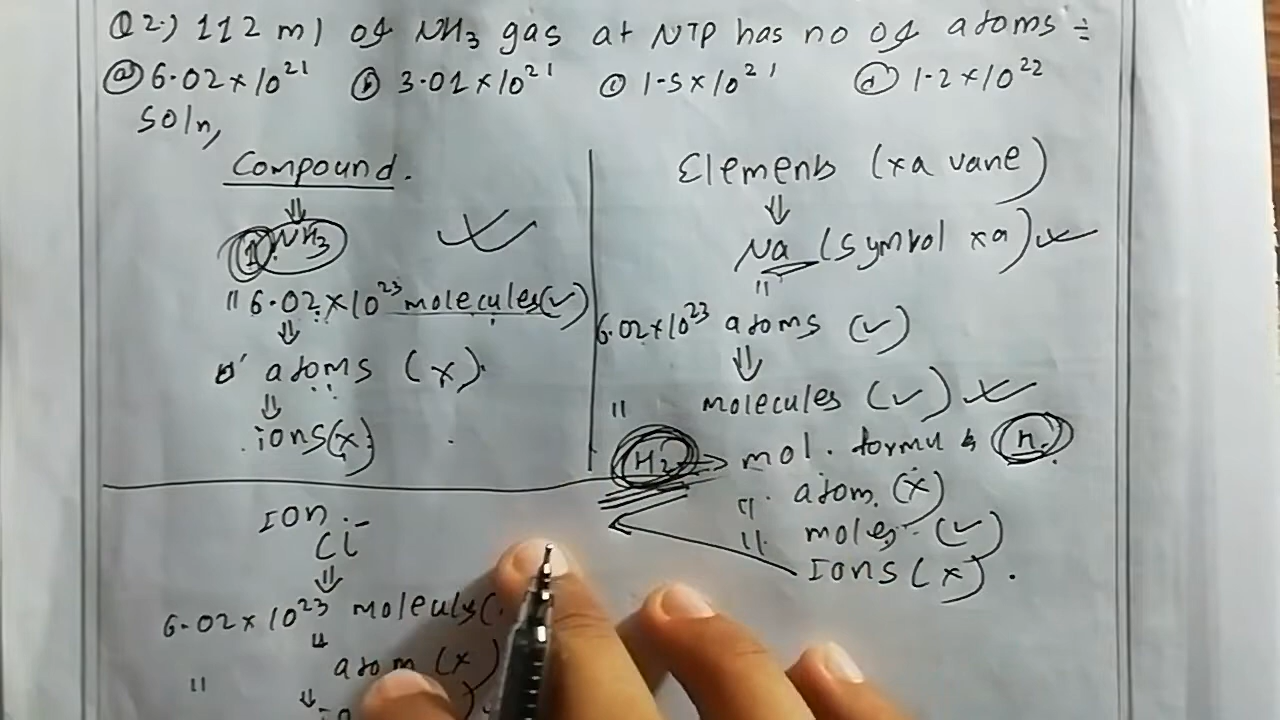 Q2.) 112 ml of NH3 gas at NTP has no of atoms ÷
(a) 6.02×10^21 (b) 3.01×10^21 (c) 1.5×10^21 (d) 1.2×10^22
Soln,
Compound.
⇓
1 NH3
" 6.02×10^23 molecules(✓)
⇓
atoms (x).
⇓
ions(x)
Elements (xa vane)
⇓
Na (symbol xa)
"
6.02×10^23 atoms (✓)
⇓
" molecules (✓)
H2 ⇒ mol. formula H2
" atom (x)
" moles (✓)
Ions (x).
Ion
Cl-
⇓
6.02×10^23
" atom (x)
"